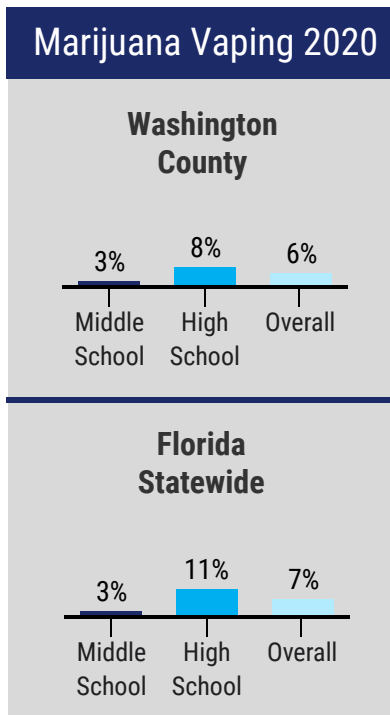 Marijuana Vaping 2020
Washington
County
3%
8%
6%
Middle
School
High
School
Overall
Florida
Statewide
3%
11%
7%
Middle
School
High
School
Overall